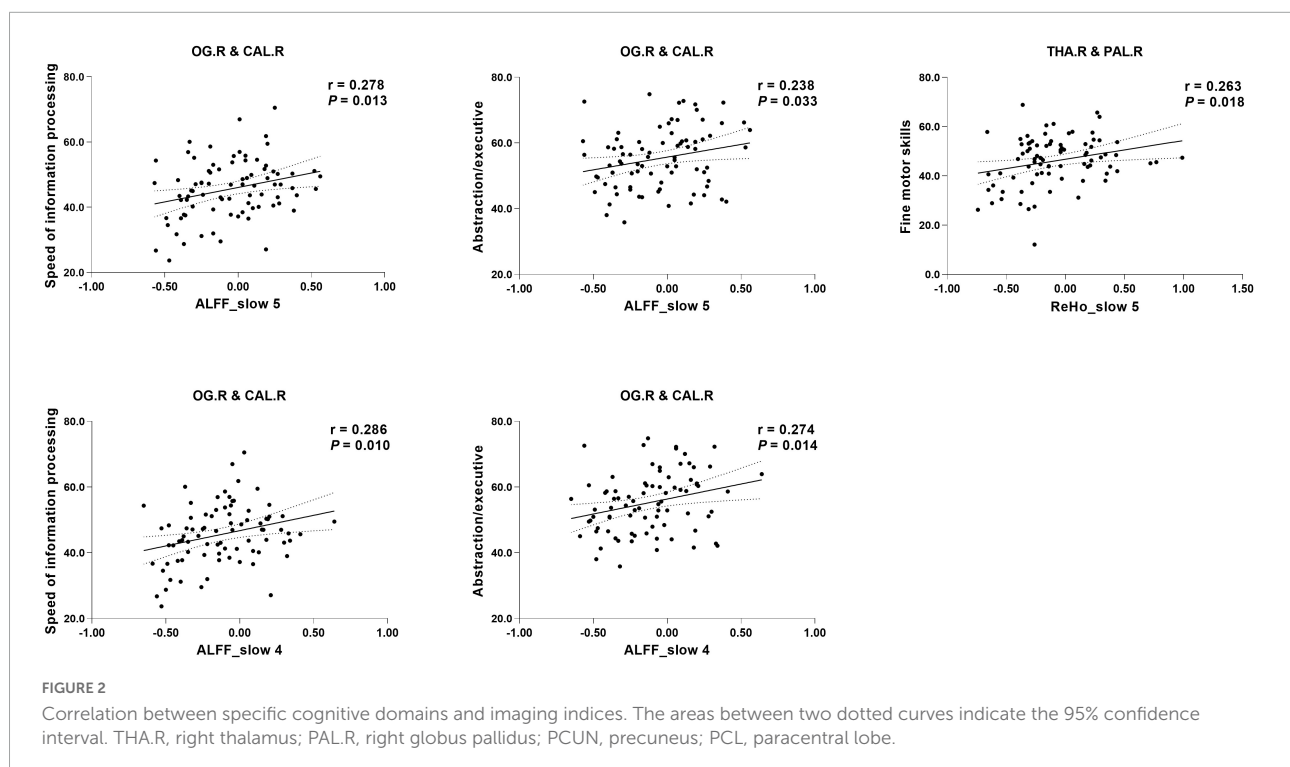 OG.R & CAL.R
r = 0.278
P = 0.013
Speed of information processing
80.0
60.0
40.0
20.0
-1.00
-0.50
0.00
0.50
1.00
ALFF_slow 5
OG.R & CAL.R
r = 0.238
P = 0.033
Abstraction/executive
80.0
60.0
40.0
20.0
-1.00
-0.50
0.00
0.50
1.00
ALFF_slow 5
THA.R & PAL.R
r = 0.263
P = 0.018
Fine motor skills
80.0
60.0
40.0
20.0
0.0
-1.00
-0.50
0.00
0.50
1.00
1.50
ReHo_slow 5
OG.R & CAL.R
r = 0.286
P = 0.010
Speed of information processing
80.0
60.0
40.0
20.0
-1.00
-0.50
0.00
0.50
1.00
ALFF_slow 4
OG.R & CAL.R
r = 0.274
P = 0.014
Abstraction/executive
80.0
60.0
40.0
20.0
-1.00
-0.50
0.00
0.50
1.00
ALFF_slow 4
FIGURE 2
Correlation between specific cognitive domains and imaging indices. The areas between two dotted curves indicate the 95% confidence
interval. THA.R, right thalamus; PAL.R, right globus pallidus; PCUN, precuneus; PCL, paracentral lobe.